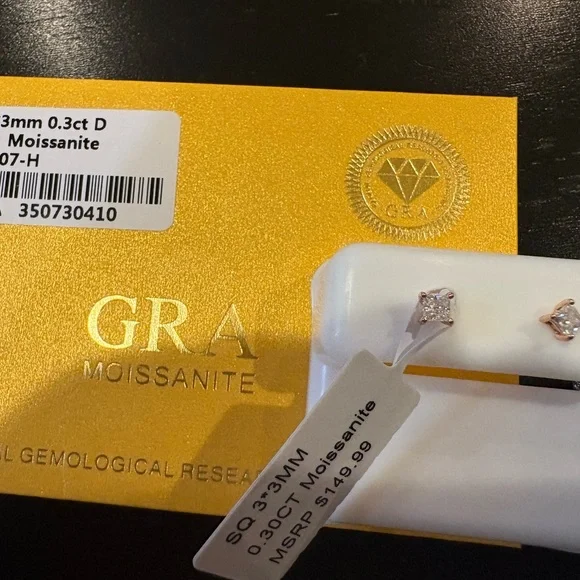 3mm 0.3ct D
Moissanite
07-H
350730410
GRA
GRA
MOISSANITE
AL GEMOLOGICAL RESEA
SQ 3*3MM
0.30CT Moissanite
MSRP $149.99